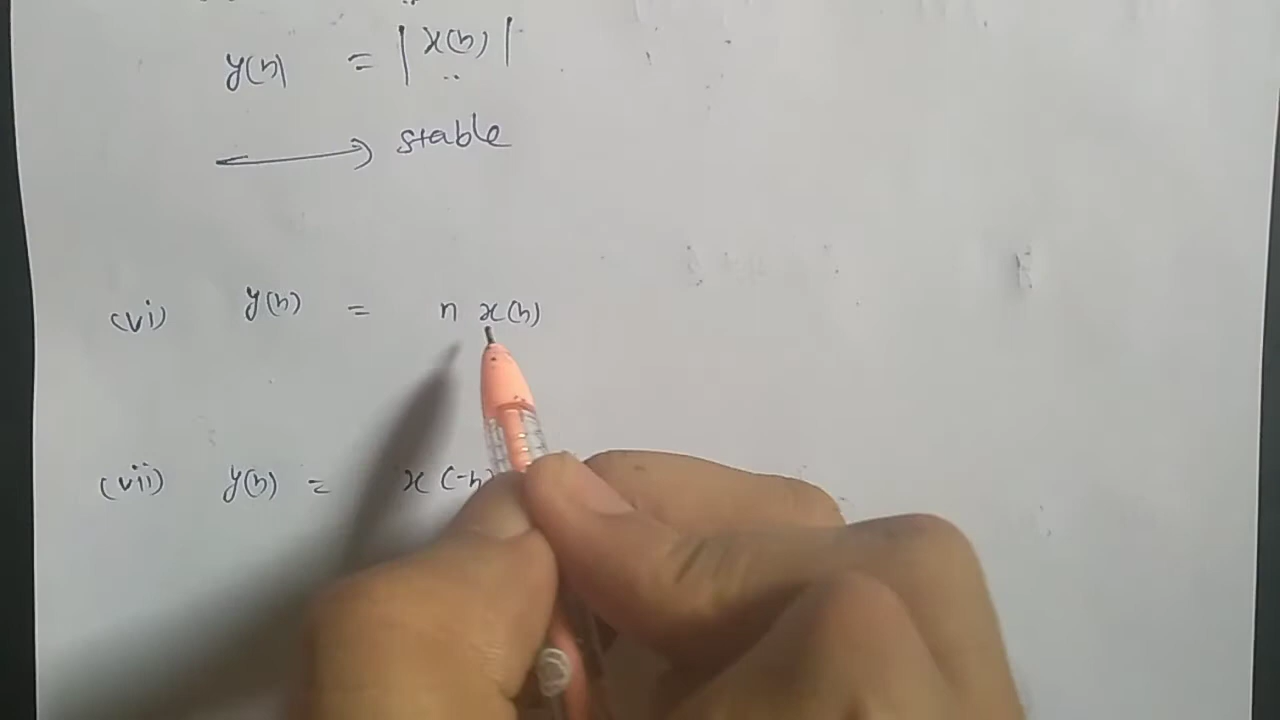 y(n) = |x(n)|
stable
(vi) y(n) = n x(n)
(vii) y(n) = x(-n)